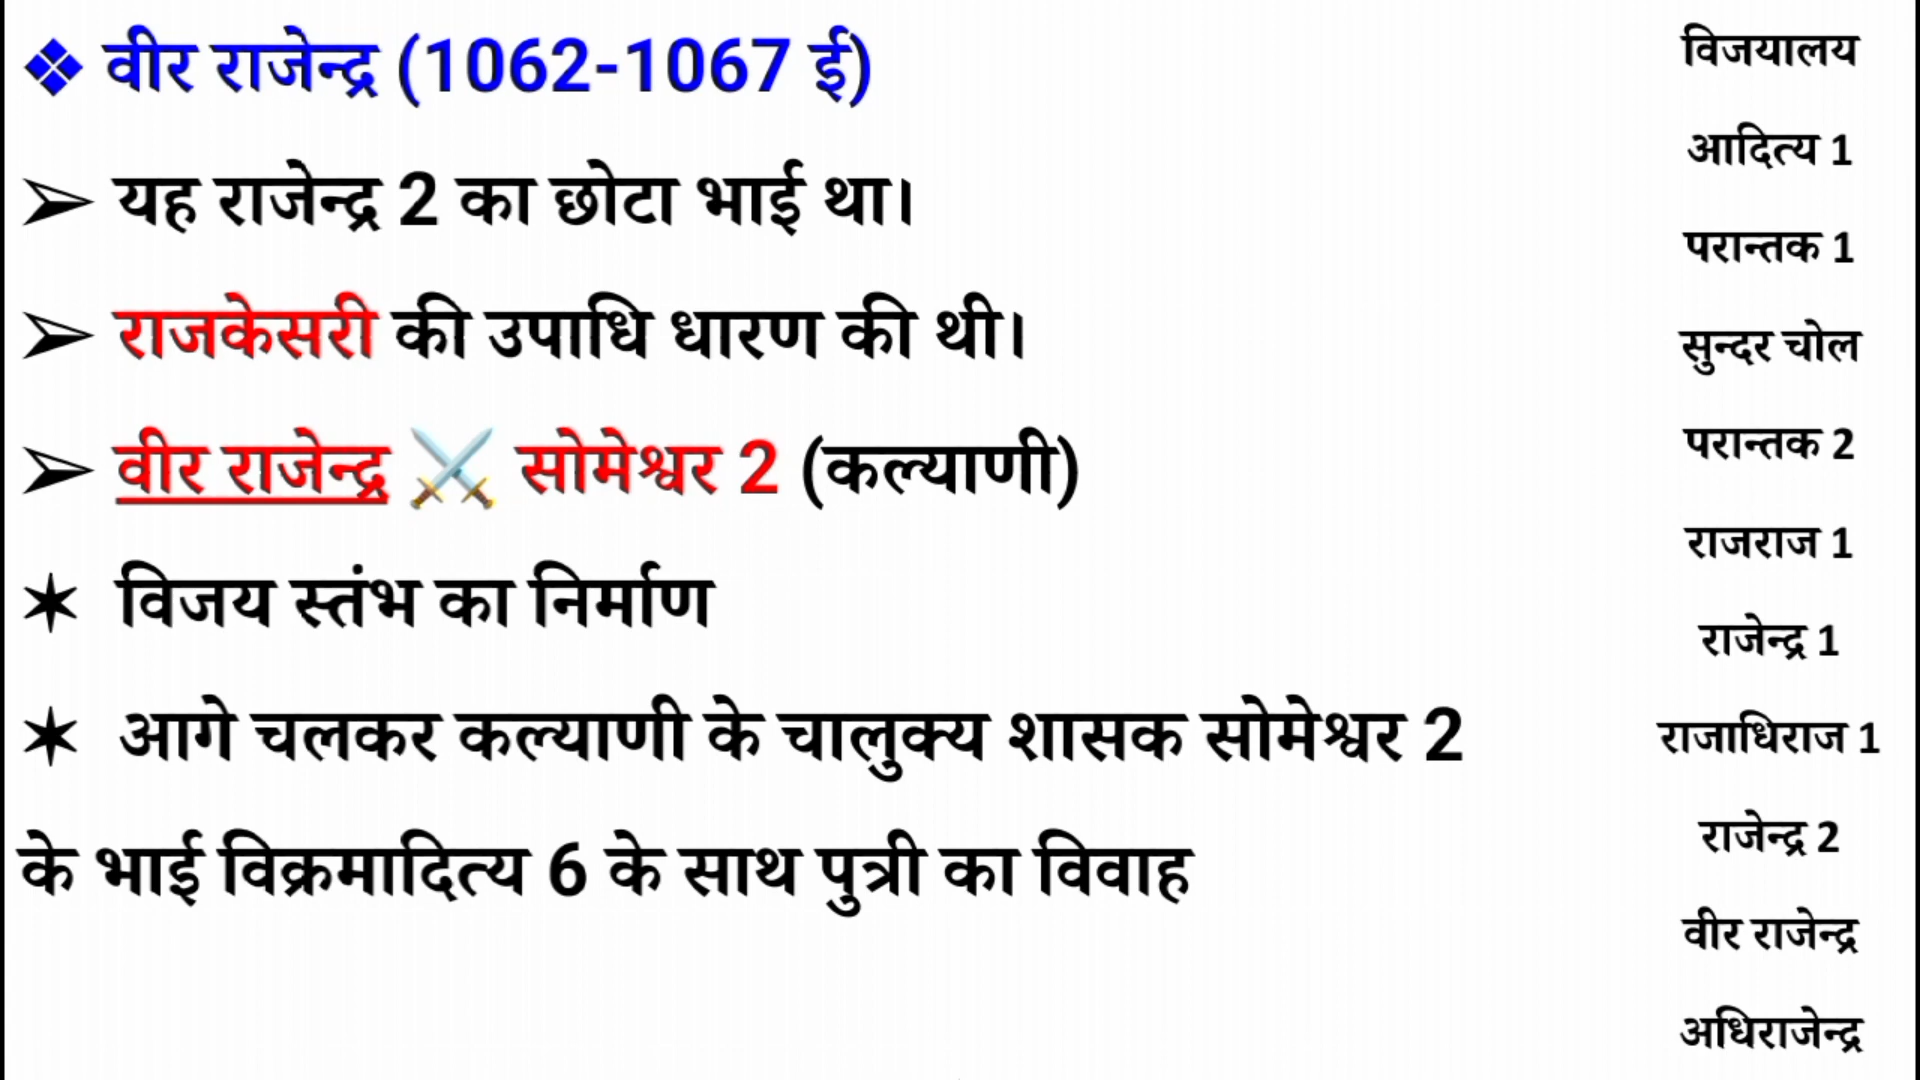 ❖ वीर राजेन्द्र (1062-1067 ई)
➢ यह राजेन्द्र 2 का छोटा भाई था।
➢ राजकेसरी की उपाधि धारण की थी।
➢ वीर राजेन्द्र ⚔️ सोमेश्वर 2 (कल्याणी)
✶ विजय स्तंभ का निर्माण
✶ आगे चलकर कल्याणी के चालुक्य शासक सोमेश्वर 2
के भाई विक्रमादित्य 6 के साथ पुत्री का विवाह
विजयालय
आदित्य 1
परान्तक 1
सुन्दर चोल
परान्तक 2
राजराज 1
राजेन्द्र 1
राजाधिराज 1
राजेन्द्र 2
वीर राजेन्द्र
अधिराजेन्द्र